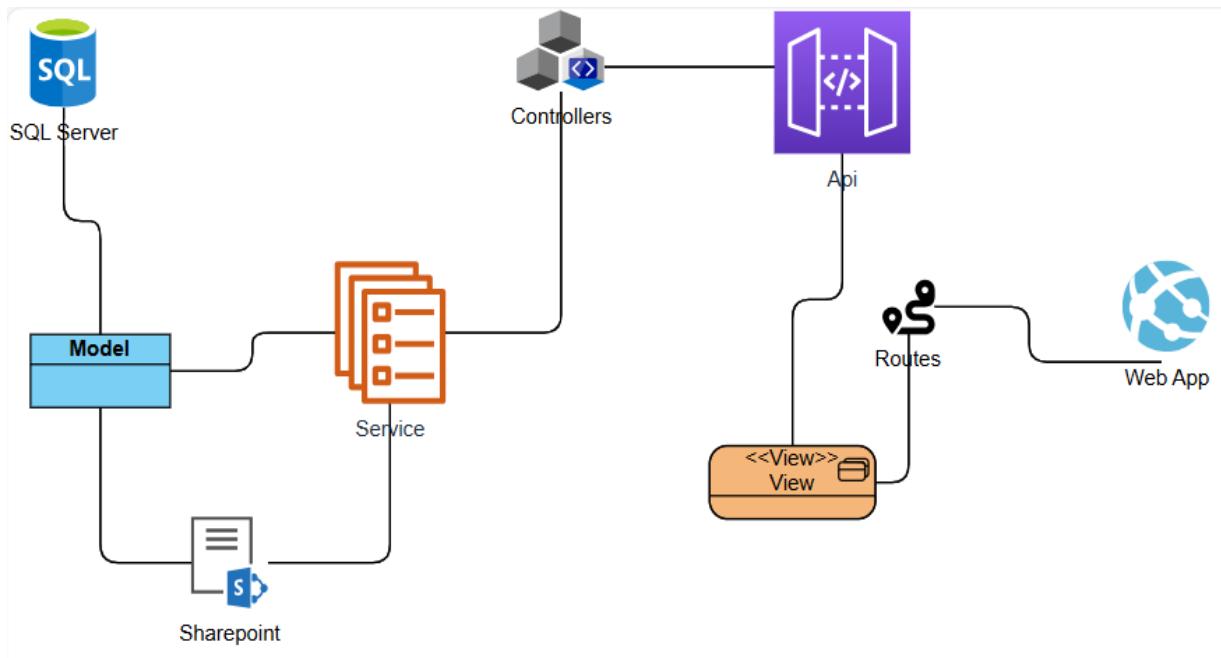 SQL
SQL Server
Controllers
</>
Api
Model
Service
Routes
Web App
<<View>>
View
S
Sharepoint